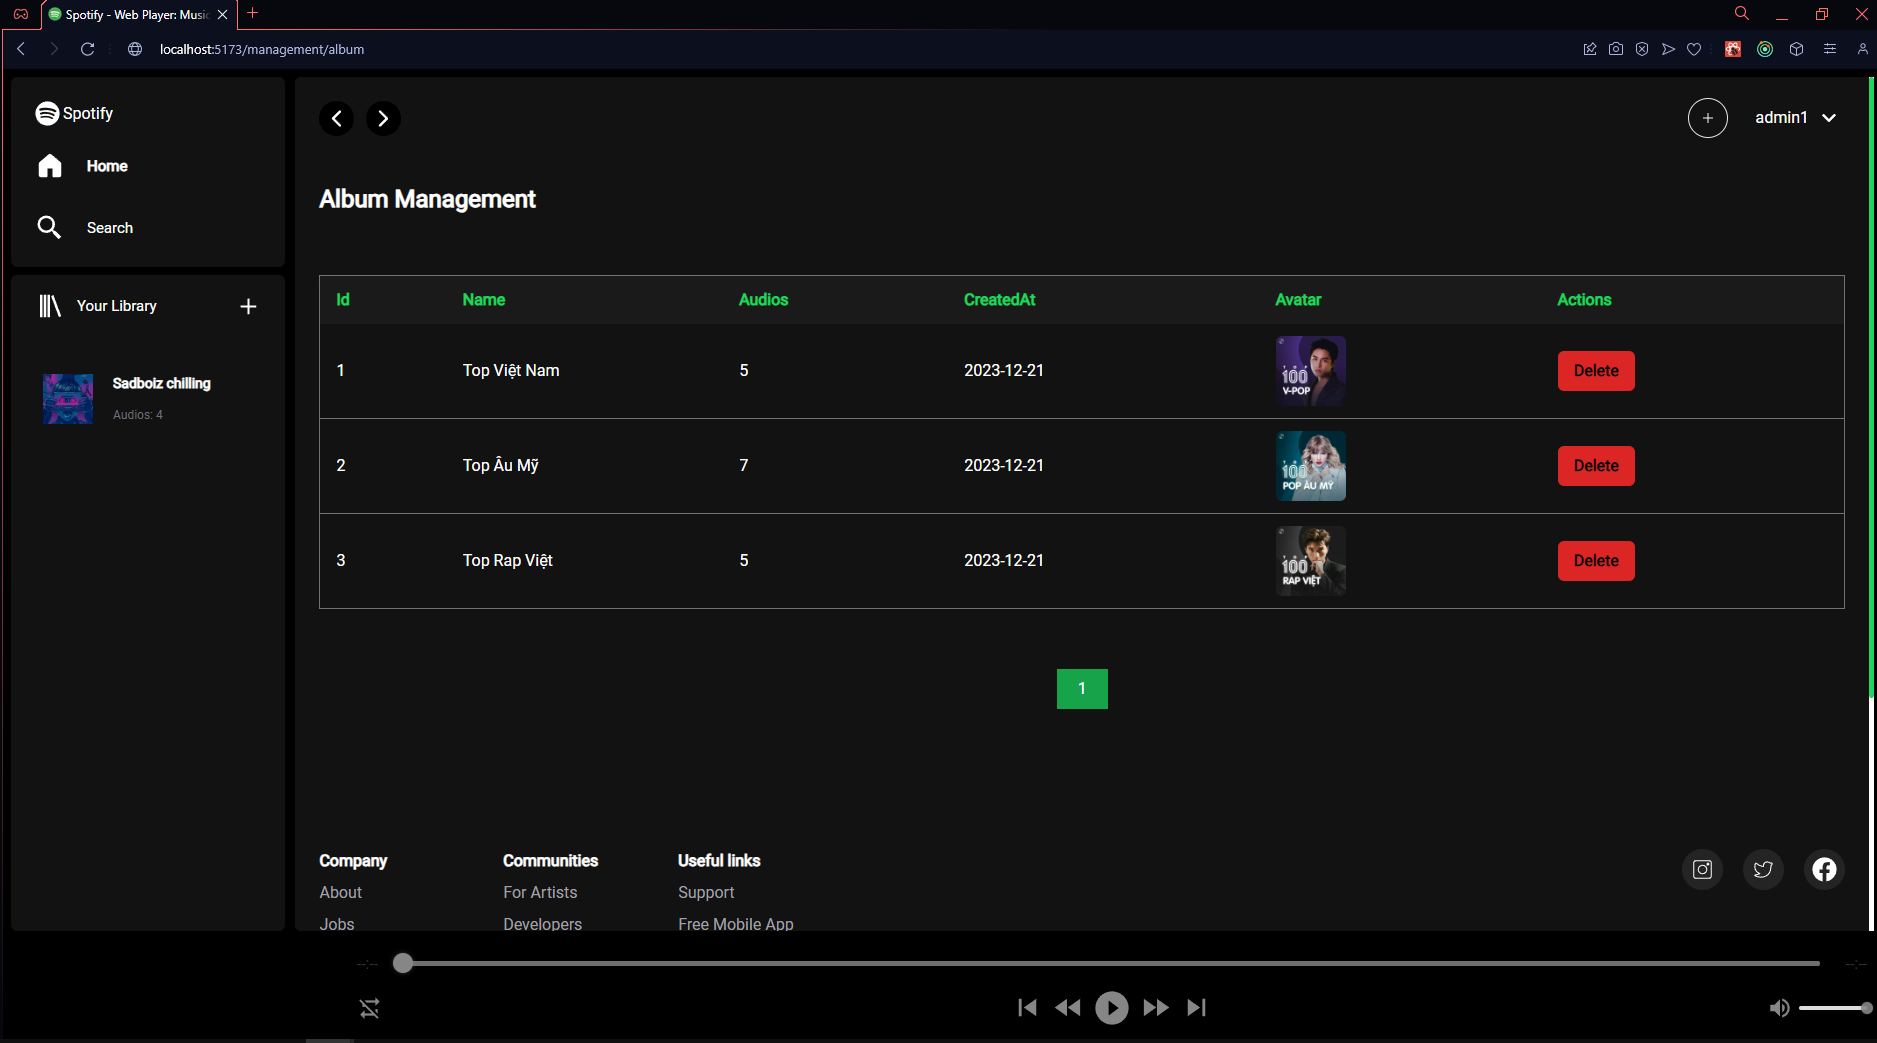 Spotify - Web Player: Music
localhost:5173/management/album
Spotify
Home
Search
Your Library
Sadboiz chilling
Audios: 4
admin1
Album Management
Id Name Audios CreatedAt Avatar Actions
1 Top Việt Nam 5 2023-12-21 Delete
100
V-POP
2 Top Âu Mỹ 7 2023-12-21 Delete
100
POP ÂU MỸ
3 Top Rap Việt 5 2023-12-21 Delete
100
RAP VIỆT
1
Company Communities Useful links
About For Artists Support
Jobs Developers Free Mobile App
--:-- --:--